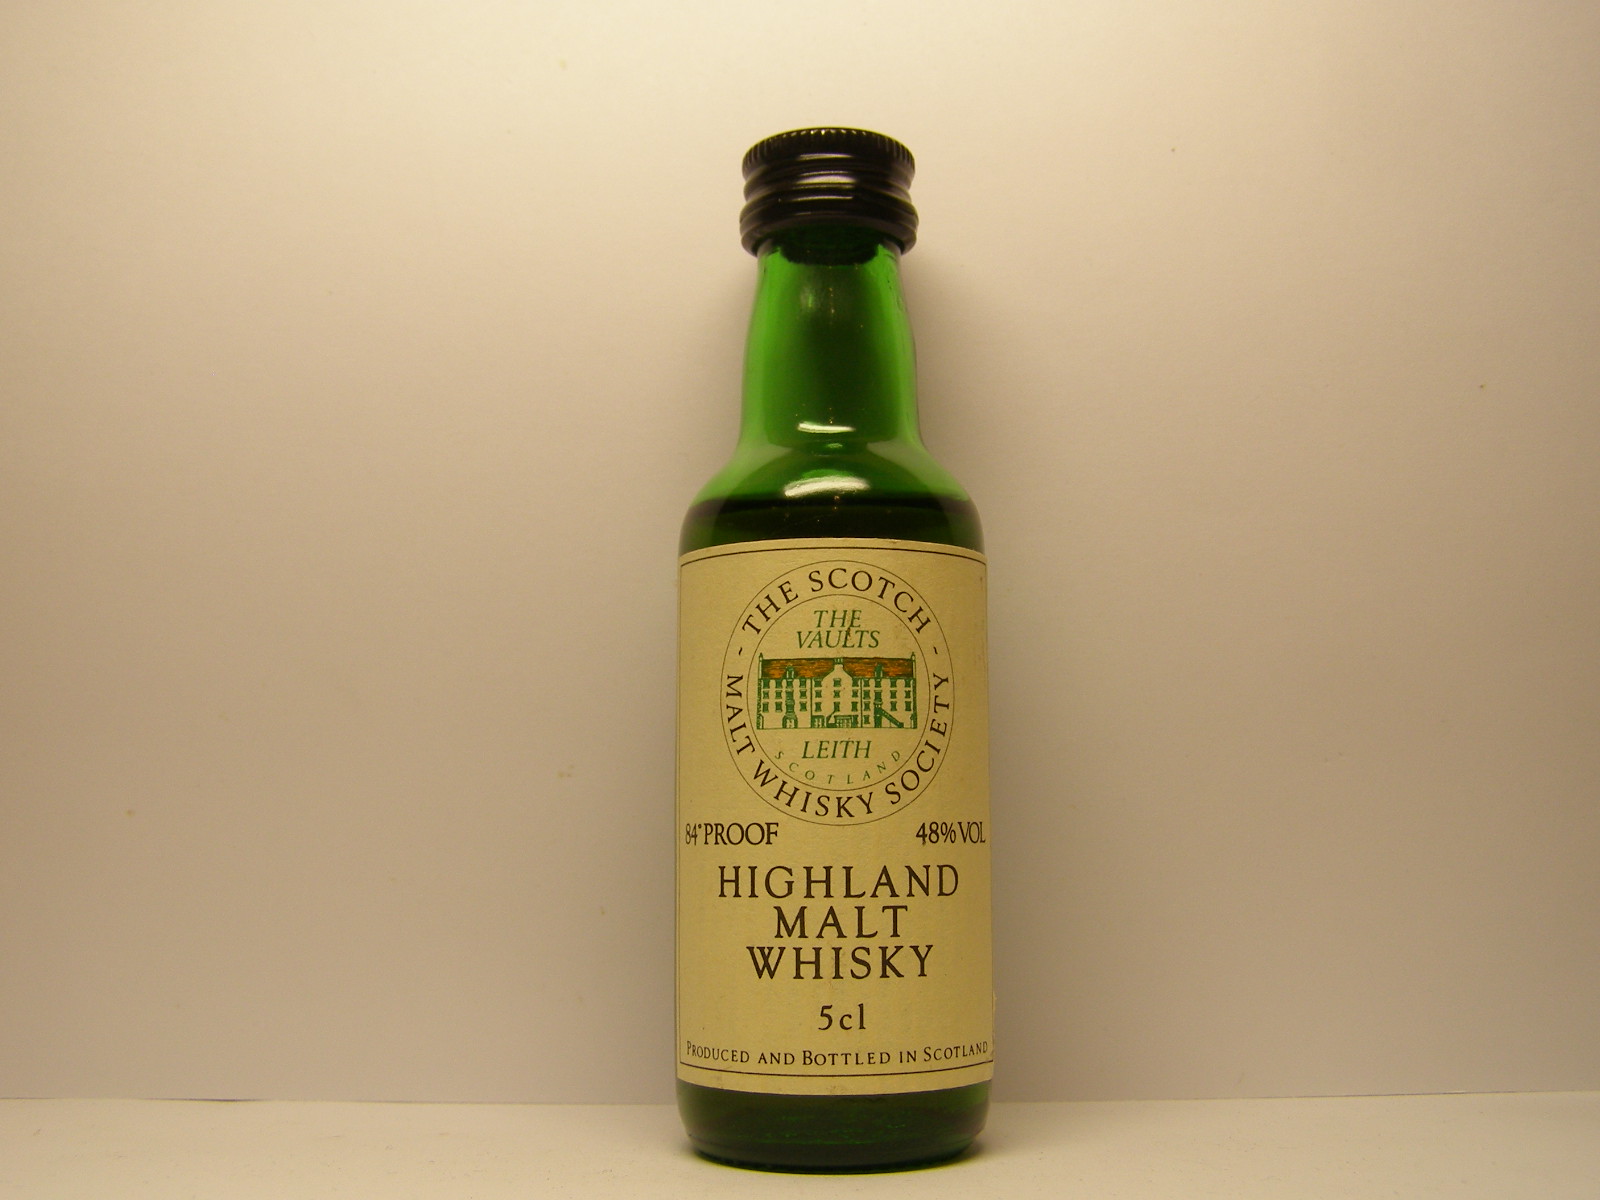 - THE SCOTCH -
MALT WHISKY SOCIETY
THE
VAULTS
LEITH
SCOTLAND
84°PROOF 48%VOL
HIGHLAND
MALT
WHISKY
5cl
PRODUCED AND BOTTLED IN SCOTLAND